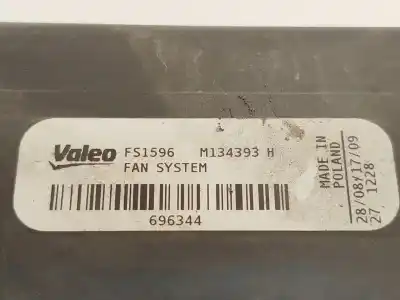 Valeo FS1596 M134393 H
FAN SYSTEM
696344
MADE IN
POLAND
28/08/17/09
27 1228